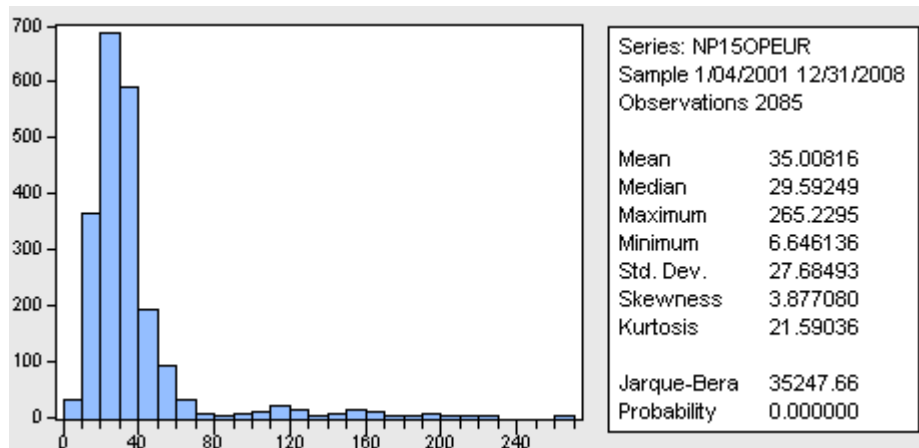 700
600
500
400
300
200
100
0
0 40 80 120 160 200 240
Series: NP15OPEUR
Sample 1/04/2001 12/31/2008
Observations 2085
Mean 35.00816
Median 29.59249
Maximum 265.2295
Minimum 6.646136
Std. Dev. 27.68493
Skewness 3.877080
Kurtosis 21.59036
Jarque-Bera 35247.66
Probability 0.000000